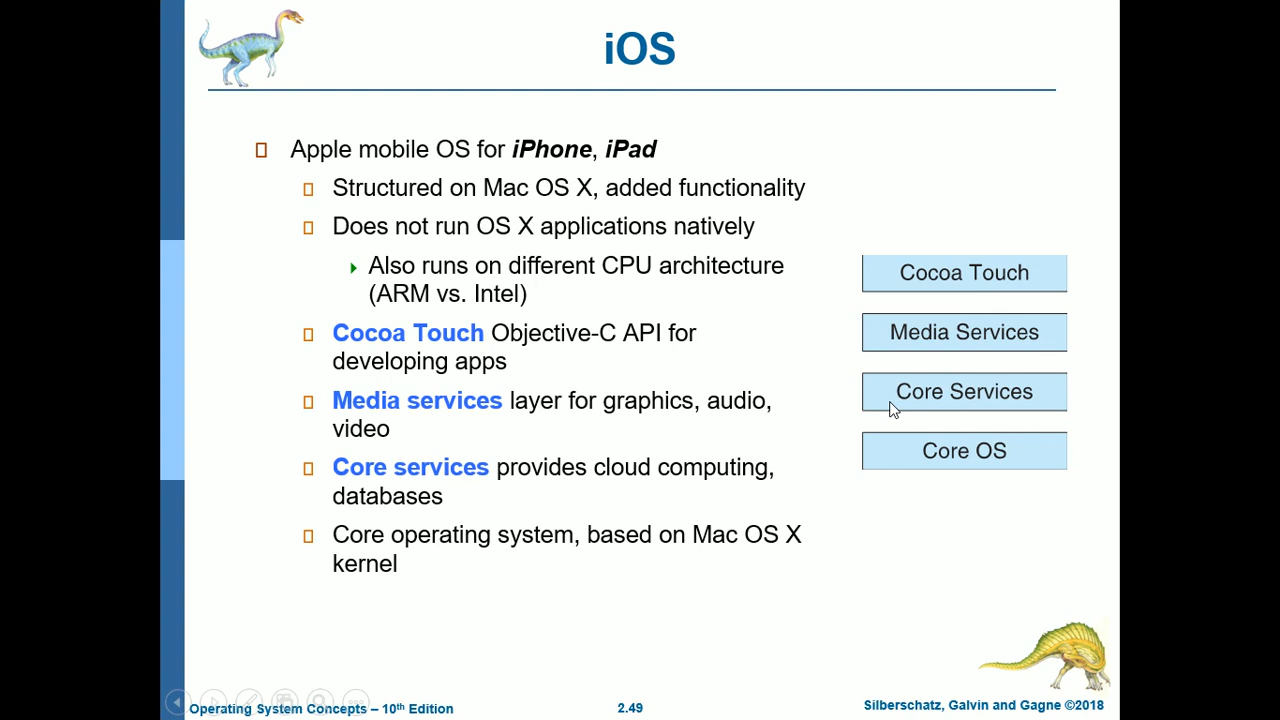 iOS
Apple mobile OS for iPhone, iPad
Structured on Mac OS X, added functionality
Does not run OS X applications natively
Also runs on different CPU architecture
(ARM vs. Intel)
Cocoa Touch Objective-C API for
developing apps
Media services layer for graphics, audio,
video
Core services provides cloud computing,
databases
Core operating system, based on Mac OS X
kernel
Cocoa Touch
Media Services
Core Services
Core OS
Operating System Concepts – 10th Edition
2.49
Silberschatz, Galvin and Gagne ©2018